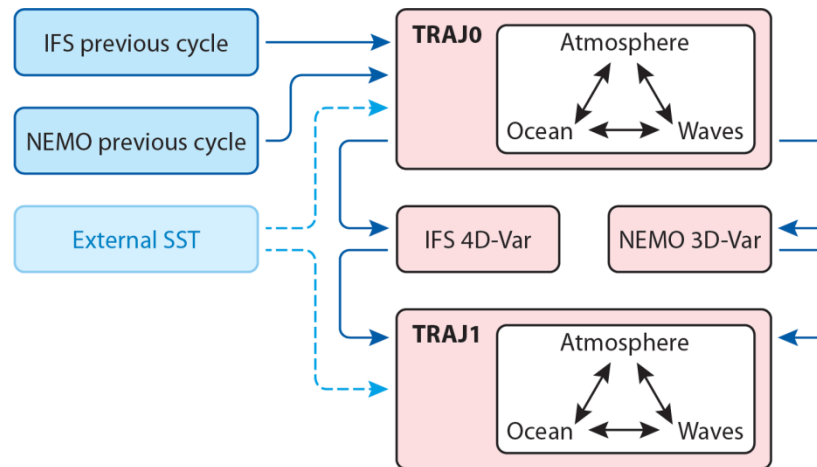 IFS previous cycle
NEMO previous cycle
External SST
TRAJ0
Atmosphere
Ocean
Waves
IFS 4D-Var
NEMO 3D-Var
TRAJ1
Atmosphere
Ocean
Waves